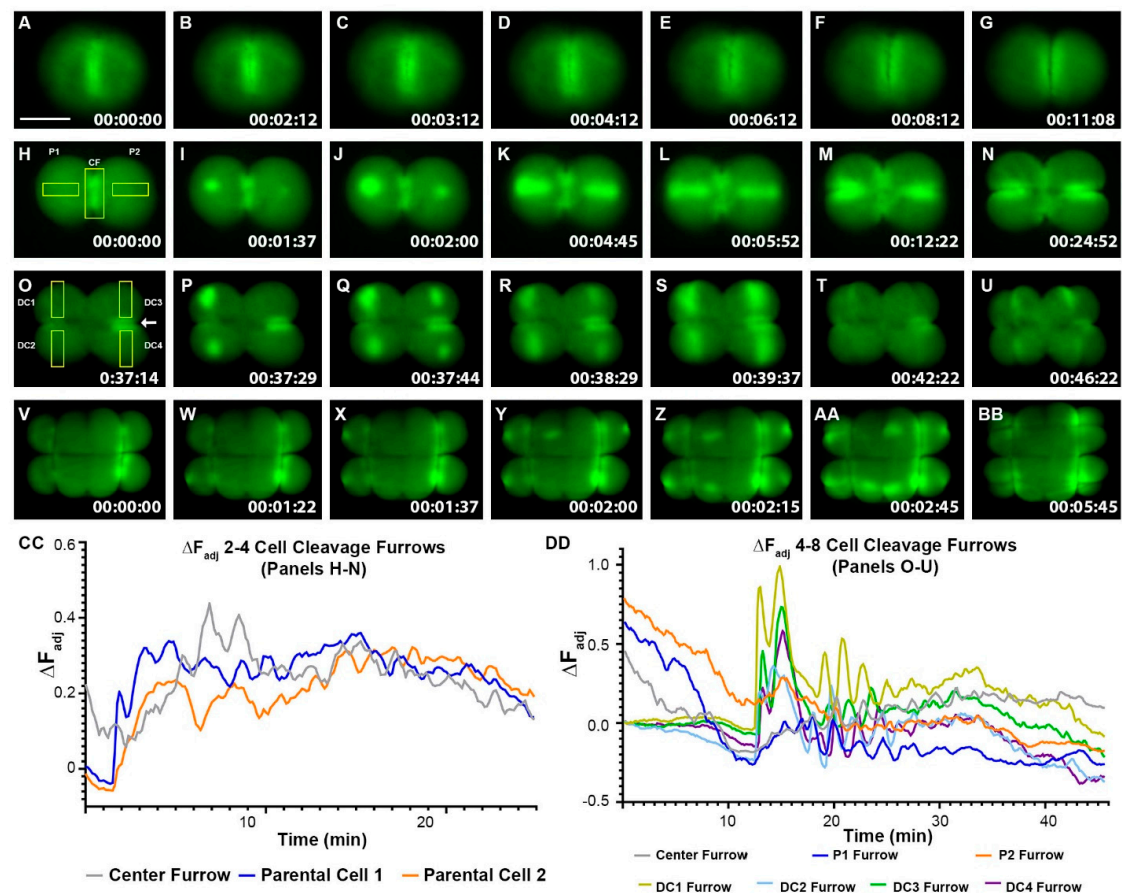 A B C D E F G
00:00:00 00:02:12 00:03:12 00:04:12 00:06:12 00:08:12 00:11:08
H I J K L M N
P1 CF P2
00:00:00 00:01:37 00:02:00 00:04:45 00:05:52 00:12:22 00:24:52
O P Q R S T U
DC1 DC3
DC2 DC4
0:37:14 00:37:29 00:37:44 00:38:29 00:39:37 00:42:22 00:46:22
V W X Y Z AA BB
00:00:00 00:01:22 00:01:37 00:02:00 00:02:15 00:02:45 00:05:45
CC
ΔFadj 2-4 Cell Cleavage Furrows
(Panels H-N)
ΔFadj
0.6
0.4
0.2
0
10 20
Time (min)
Center Furrow Parental Cell 1 Parental Cell 2
DD
ΔFadj 4-8 Cell Cleavage Furrows
(Panels O-U)
ΔFadj
1.0
0.5
0.0
-0.5
0 10 20 30 40
Time (min)
Center Furrow P1 Furrow P2 Furrow
DC1 Furrow DC2 Furrow DC3 Furrow DC4 Furrow